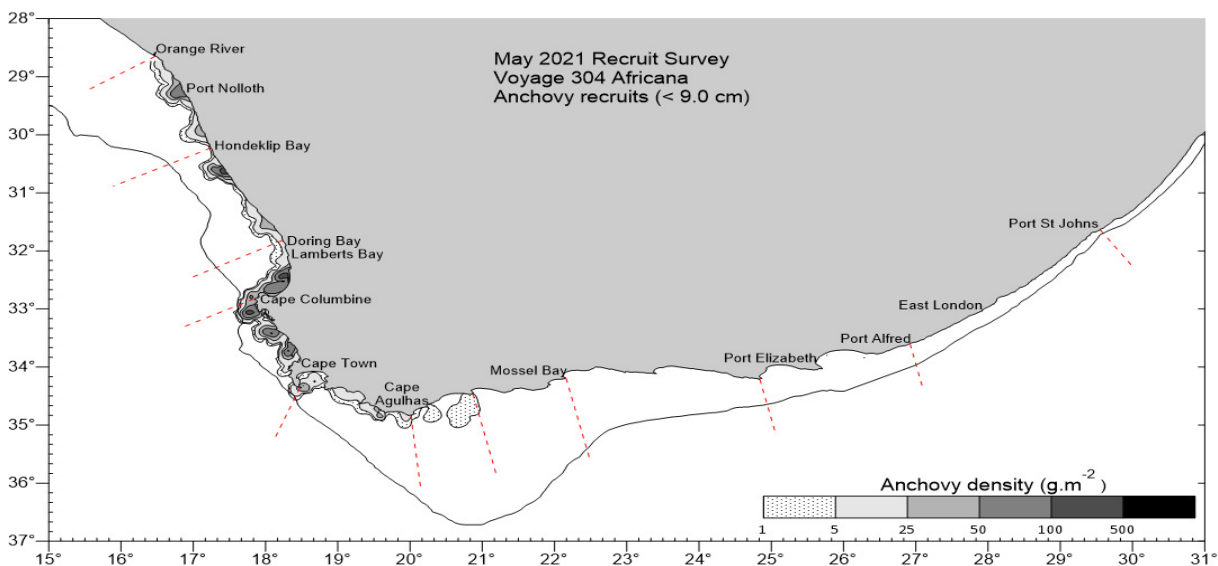 28°
Orange River
May 2021 Recruit Survey
Voyage 304 Africana
Anchovy recruits (< 9.0 cm)
29°
Port Nolloth
30°
Hondeklip Bay
31°
Port St Johns
32°
Doring Bay
Lamberts Bay
33°
Cape Columbine
East London
34°
Cape Town
Mossel Bay
Port Elizabeth
Port Alfred
Cape
Agulhas
35°
36°
Anchovy density (g.m-2)
1 5 25 50 100 500
37°
15° 16° 17° 18° 19° 20° 21° 22° 23° 24° 25° 26° 27° 28° 29° 30° 31°